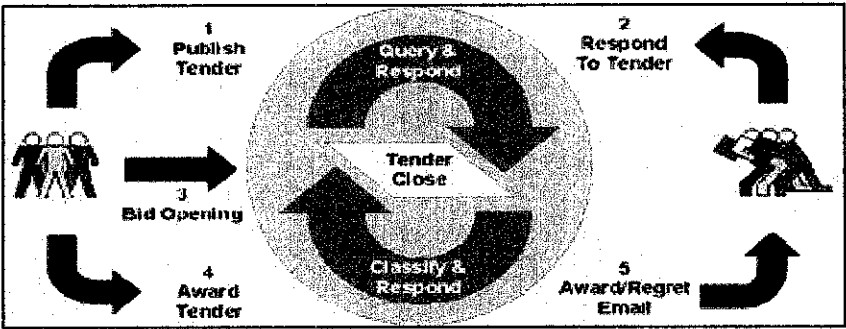 1
Publish
Tender
Query &
Respond
2
Respond
To Tender
Tender
Close
3
Bid Opening
4
Award
Tender
Classify &
Respond
5
Award/Regret
Email